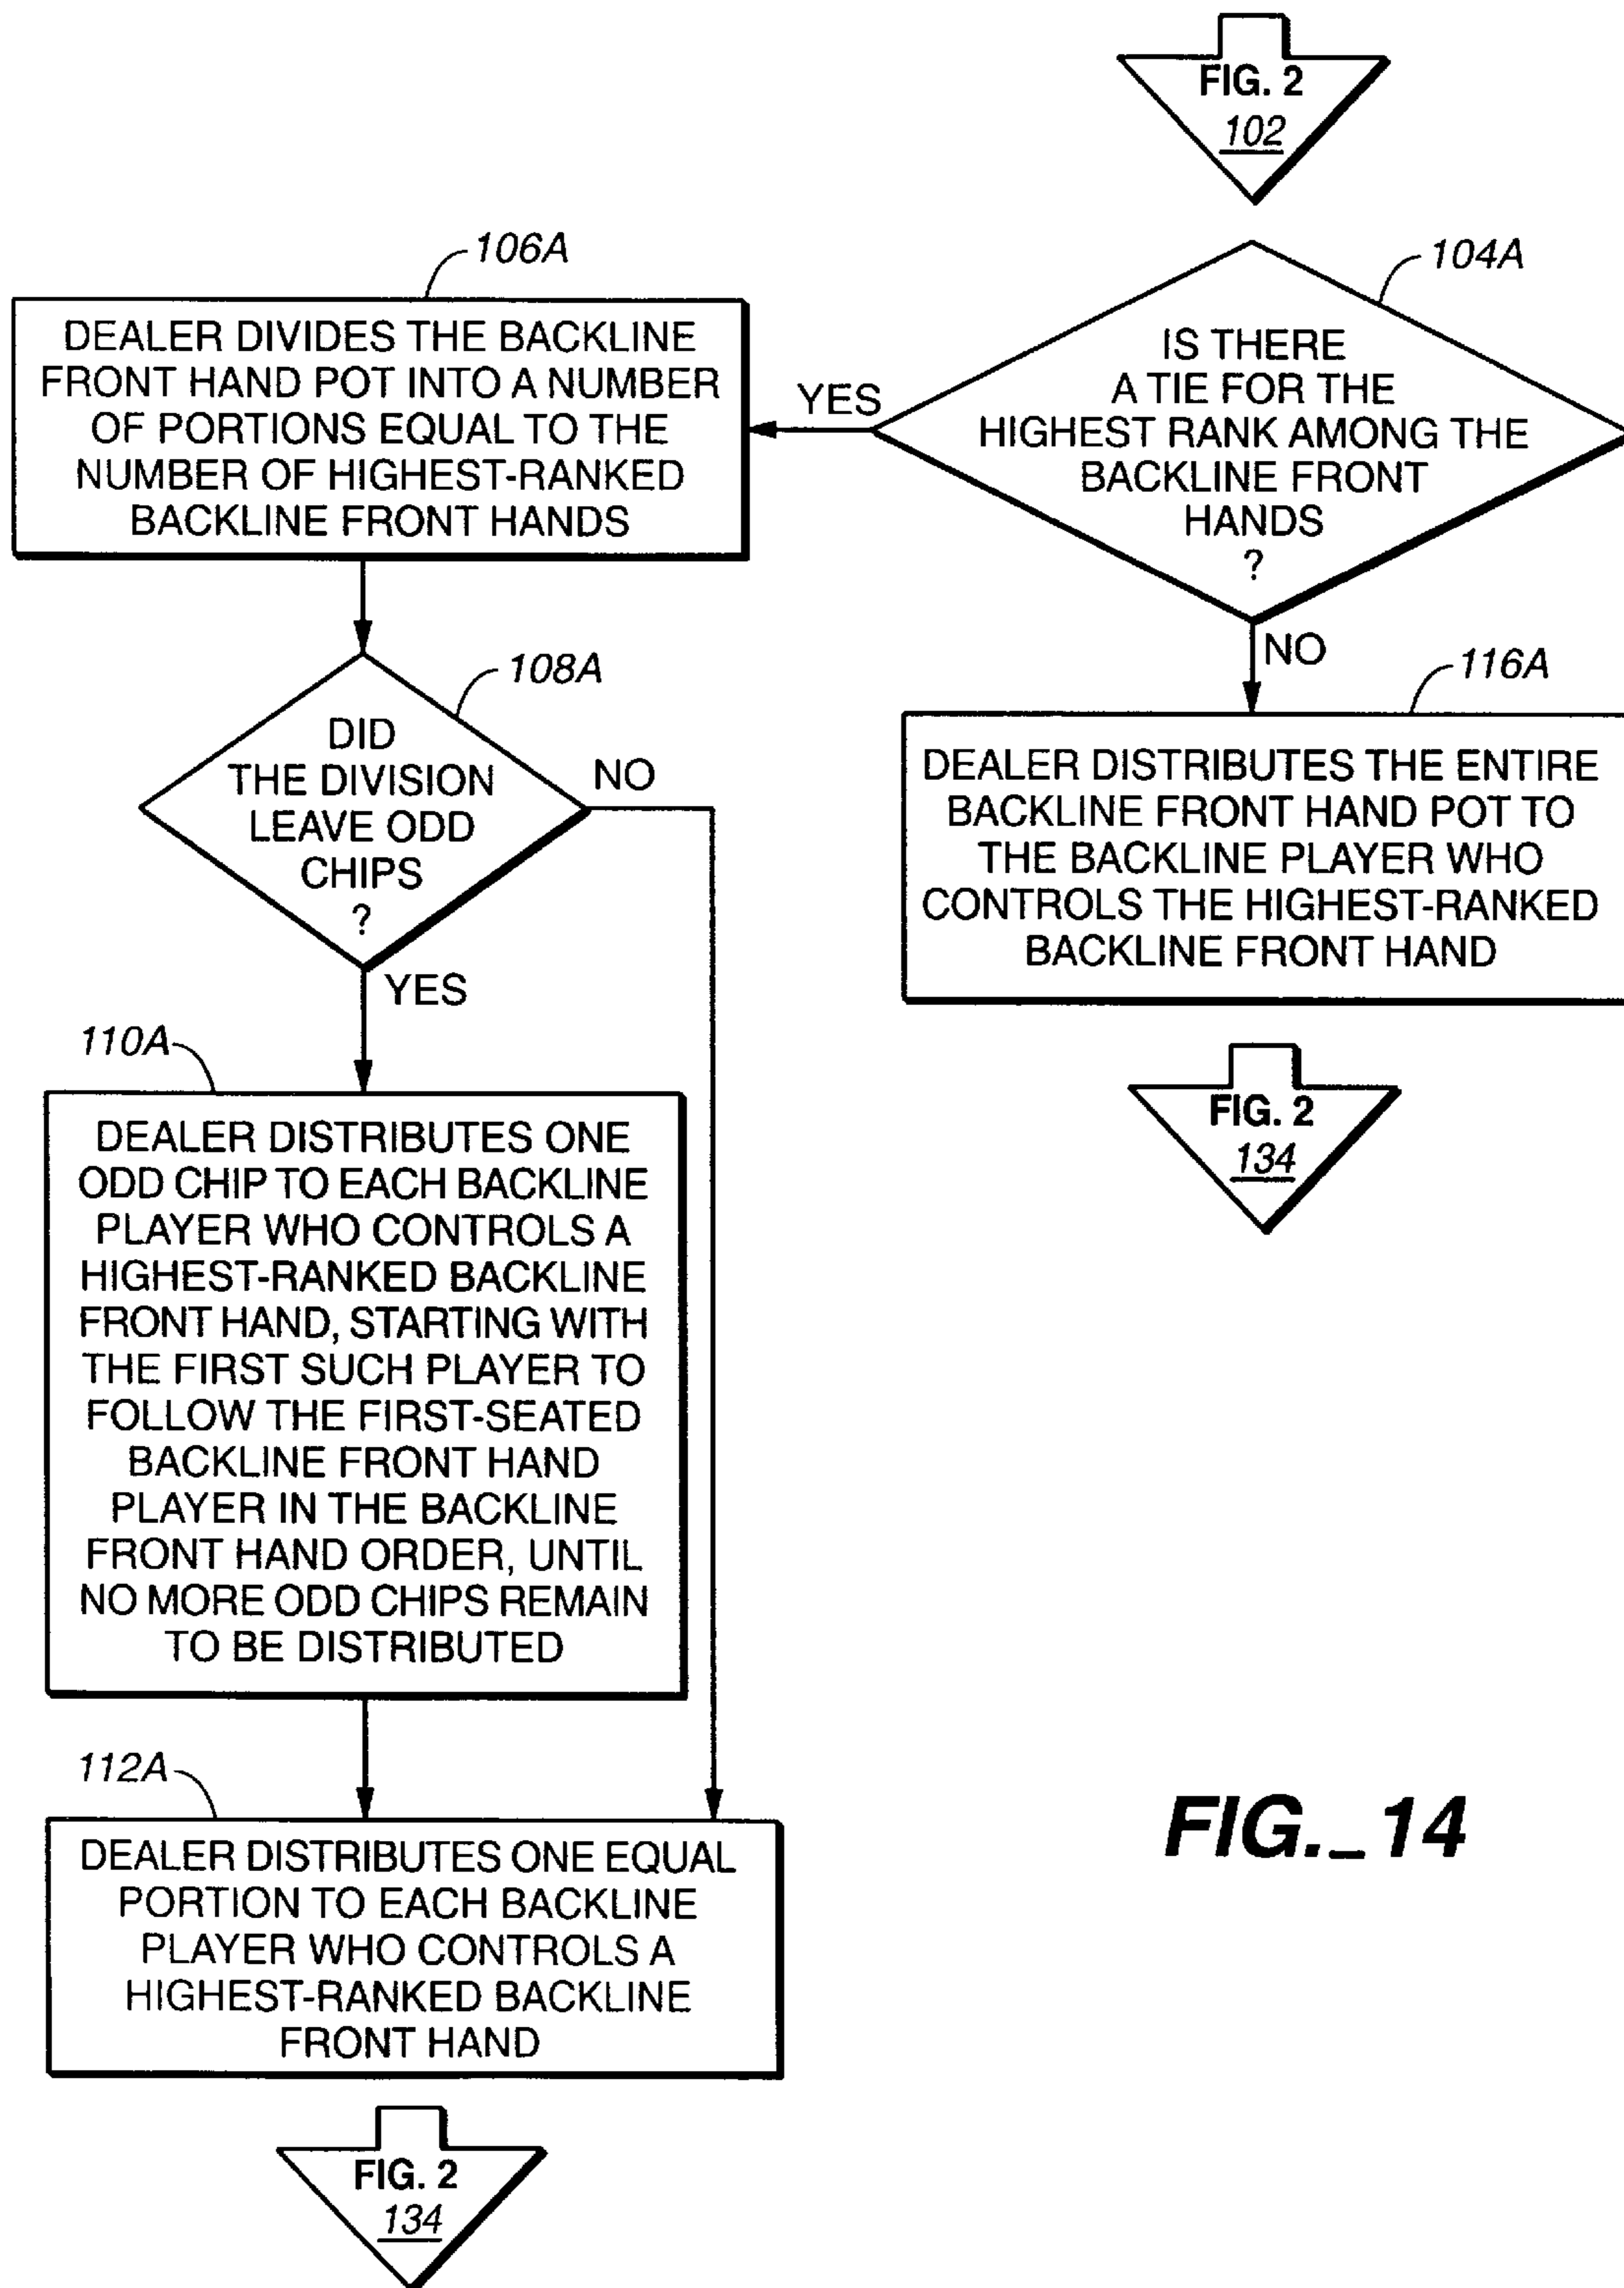 FIG. 2
102
104A
IS THERE
A TIE FOR THE
HIGHEST RANK AMONG THE
BACKLINE FRONT
HANDS
?
YES
NO
106A
DEALER DIVIDES THE BACKLINE
FRONT HAND POT INTO A NUMBER
OF PORTIONS EQUAL TO THE
NUMBER OF HIGHEST-RANKED
BACKLINE FRONT HANDS
108A
DID
THE DIVISION
LEAVE ODD
CHIPS
?
NO
YES
116A
DEALER DISTRIBUTES THE ENTIRE
BACKLINE FRONT HAND POT TO
THE BACKLINE PLAYER WHO
CONTROLS THE HIGHEST-RANKED
BACKLINE FRONT HAND
FIG. 2
134
110A
DEALER DISTRIBUTES ONE
ODD CHIP TO EACH BACKLINE
PLAYER WHO CONTROLS A
HIGHEST-RANKED BACKLINE
FRONT HAND, STARTING WITH
THE FIRST SUCH PLAYER TO
FOLLOW THE FIRST-SEATED
BACKLINE FRONT HAND
PLAYER IN THE BACKLINE
FRONT HAND ORDER, UNTIL
NO MORE ODD CHIPS REMAIN
TO BE DISTRIBUTED
112A
DEALER DISTRIBUTES ONE EQUAL
PORTION TO EACH BACKLINE
PLAYER WHO CONTROLS A
HIGHEST-RANKED BACKLINE
FRONT HAND
FIG. 2
134
FIG._14